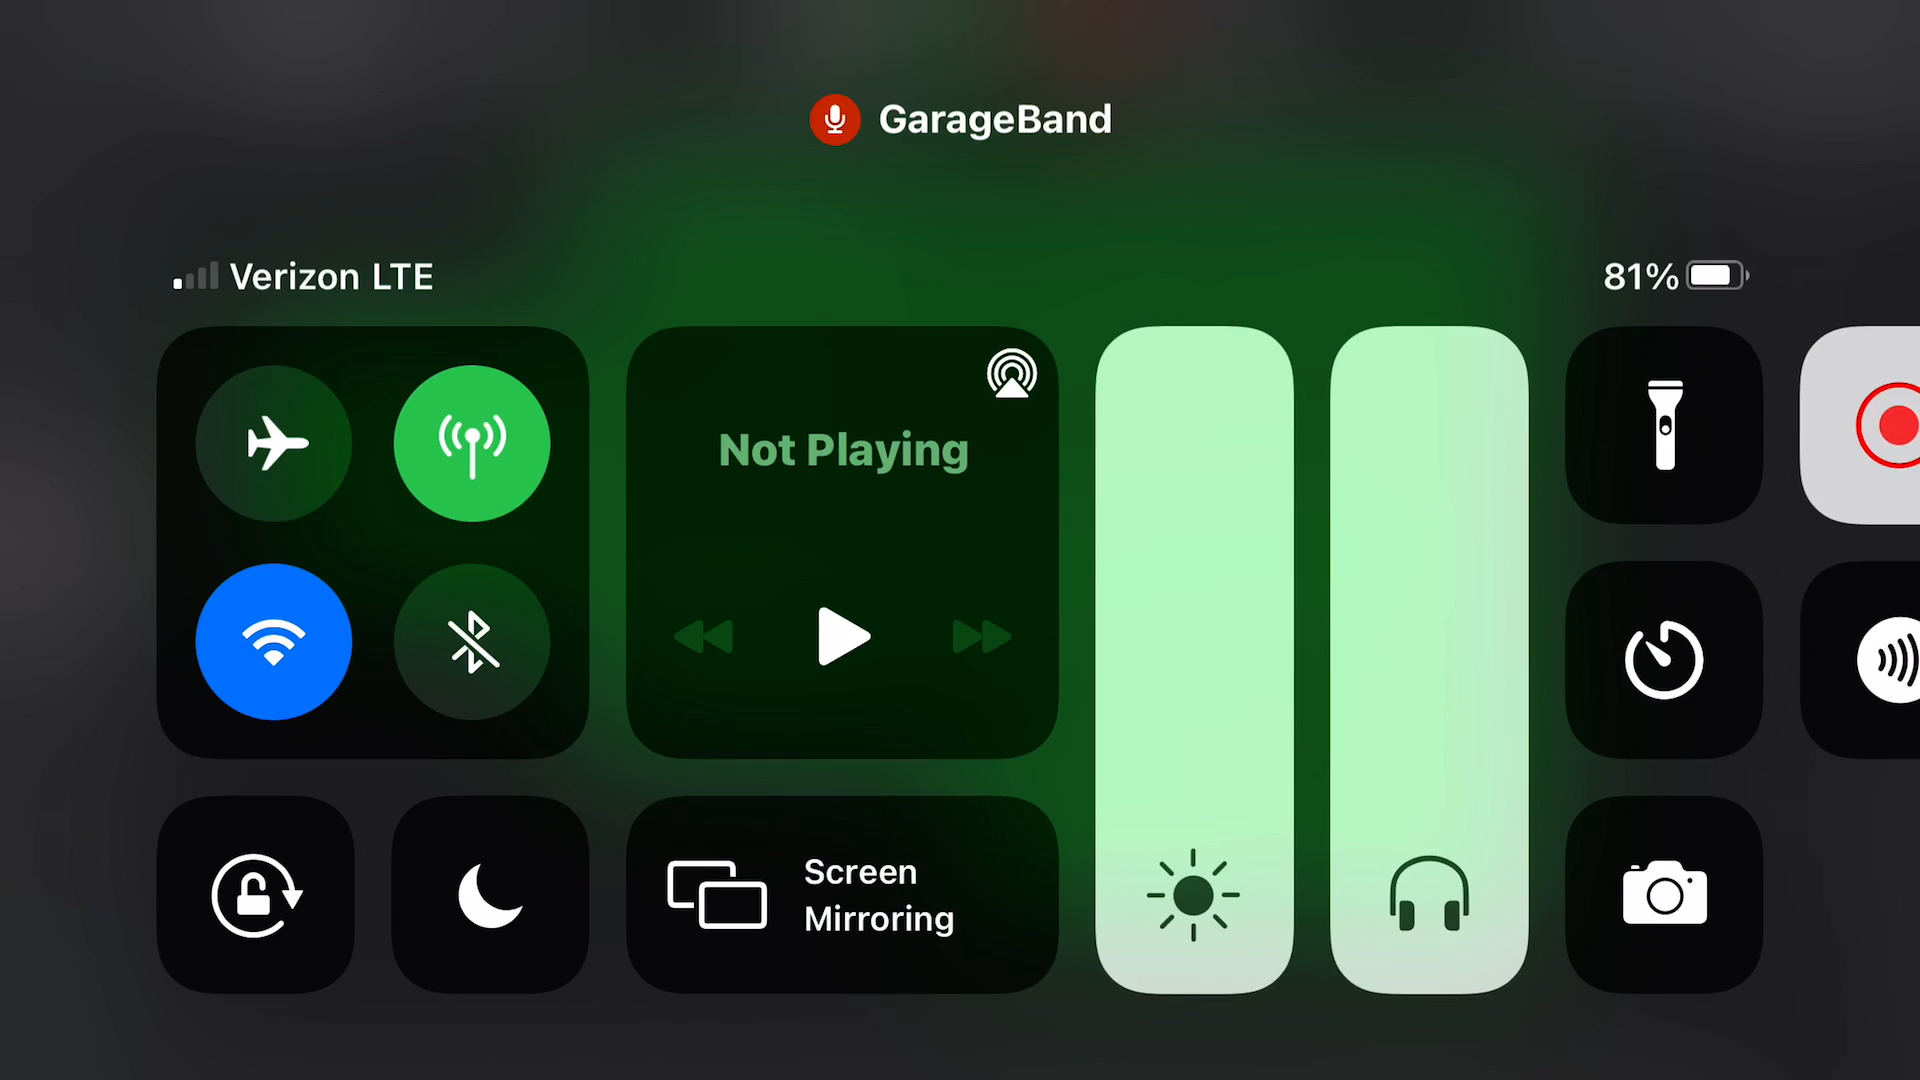 GarageBand
Verizon LTE
81%
Not Playing
Screen
Mirroring